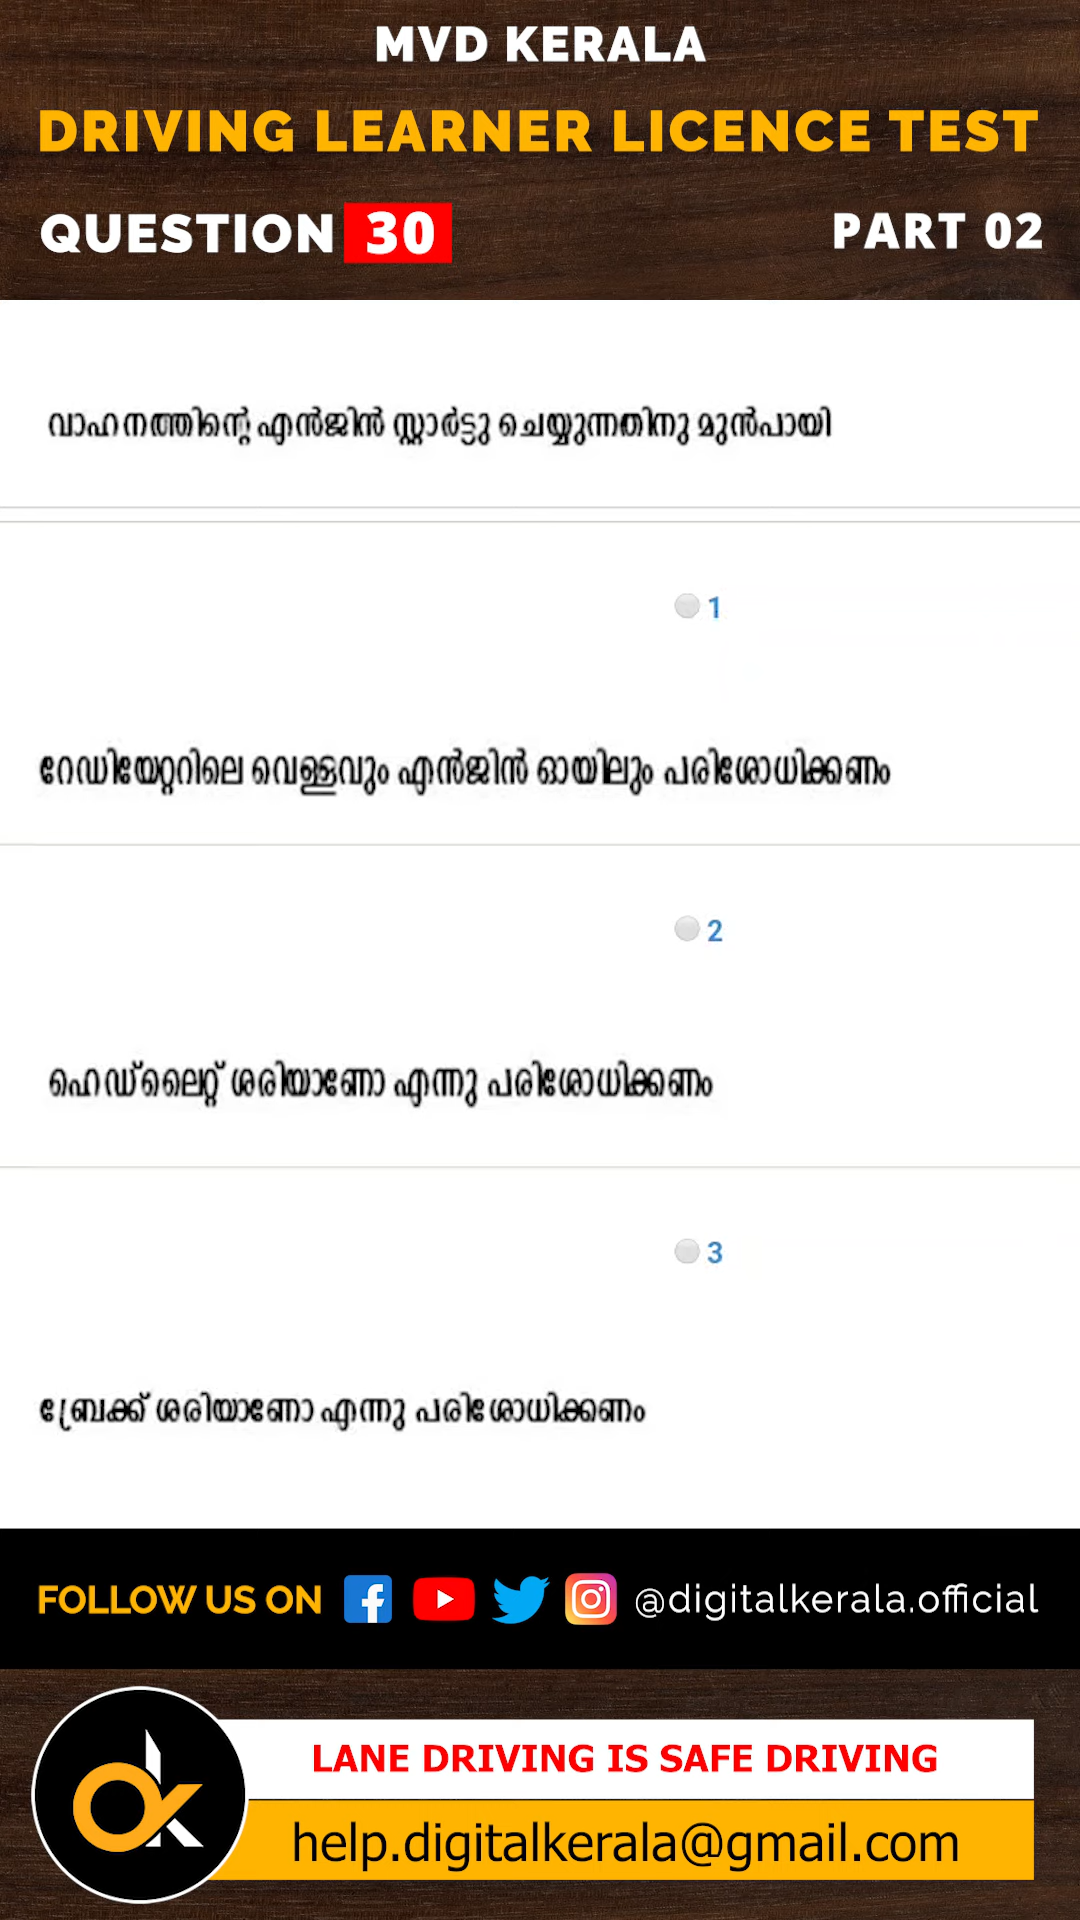 MVD KERALA
DRIVING LEARNER LICENCE TEST
QUESTION 30
PART 02
വാഹനത്തിന്റെ എൻജിൻ സ്റ്റാർട്ടു ചെയ്യുന്നതിനു മുൻപായി
1
റേഡിയേറ്ററിലെ വെള്ളവും എൻജിൻ ഓയിലും പരിശോധിക്കണം
2
ഹെഡ്‌ലൈറ്റ് ശരിയാണോ എന്നു പരിശോധിക്കണം
3
ബ്രേക്ക് ശരിയാണോ എന്നു പരിശോധിക്കണം
FOLLOW US ON @digitalkerala.official
LANE DRIVING IS SAFE DRIVING
help.digitalkerala@gmail.com